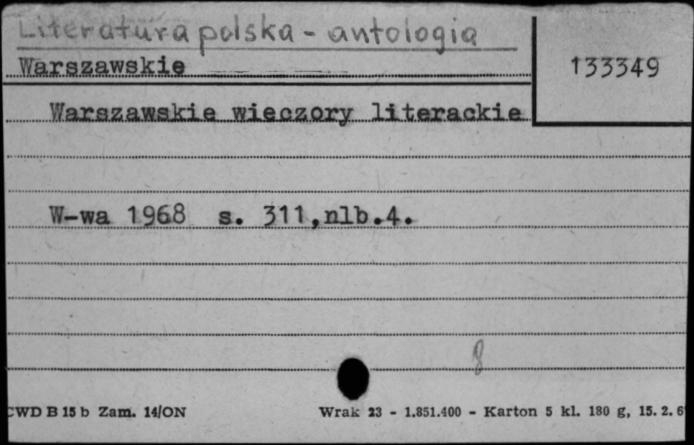 Literatura polska - antologia
Warszawskie
133349
Warszawskie wieczory literackie
W-wa 1968 s. 311,nlb.4.
8
CWD B 15 b Zam. 14/ON
Wrak 23 - 1.851.400 - Karton 5 kl. 180 g, 15. 2. 6